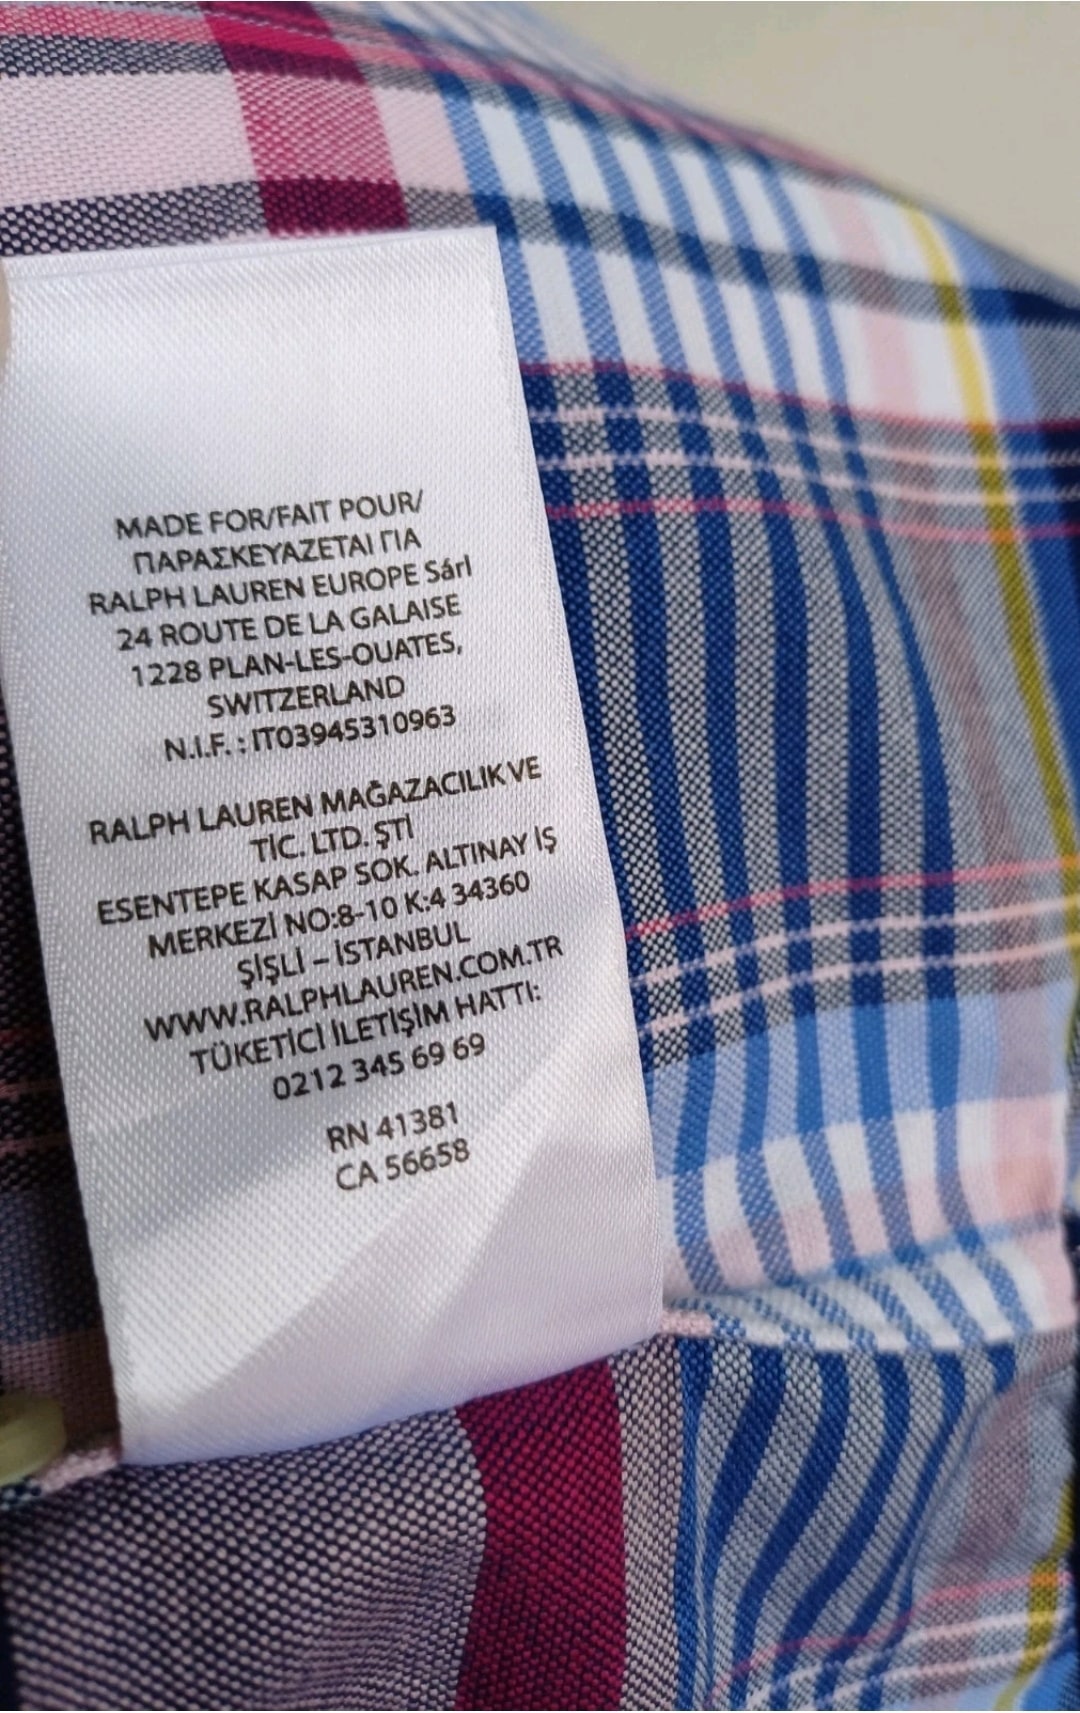 MADE FOR/FAIT POUR/
ΠΑΡΑΣΚΕΥΑΖΕΤΑΙ ΓΙΑ
RALPH LAUREN EUROPE Sárl
24 ROUTE DE LA GALAISE
1228 PLAN-LES-OUATES,
SWITZERLAND
N.I.F. : IT03945310963
RALPH LAUREN MAĞAZACILIK VE
TİC. LTD. ŞTİ
ESENTEPE KASAP SOK. ALTINAY İŞ
MERKEZİ NO:8-10 K:4 34360
ŞİŞLİ – İSTANBUL
WWW.RALPHLAUREN.COM.TR
TÜKETİCİ İLETİŞİM HATTI:
0212 345 69 69
RN 41381
CA 56658